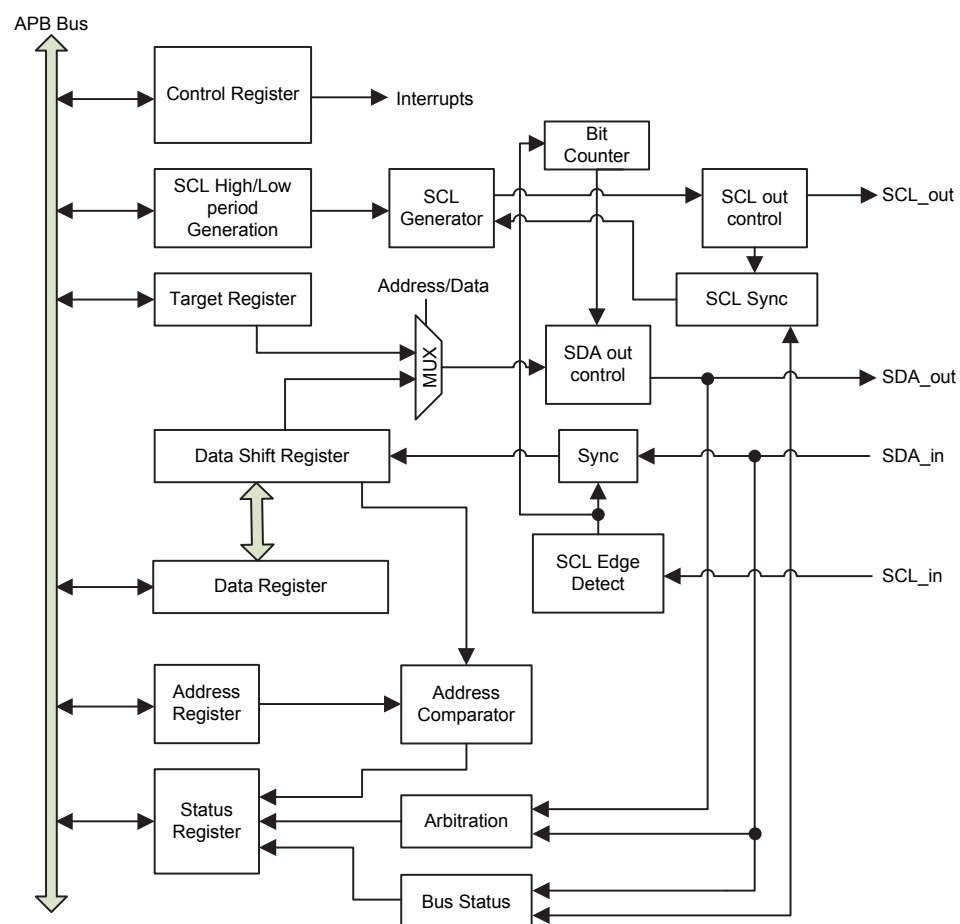 APB Bus
Control Register
Interrupts
Bit
Counter
SCL High/Low
period
Generation
SCL
Generator
SCL out
control
SCL_out
Target Register
Address/Data
SCL Sync
MUX
SDA out
control
SDA_out
Data Shift Register
Sync
SDA_in
Data Register
SCL Edge
Detect
SCL_in
Address
Register
Address
Comparator
Status
Register
Arbitration
Bus Status